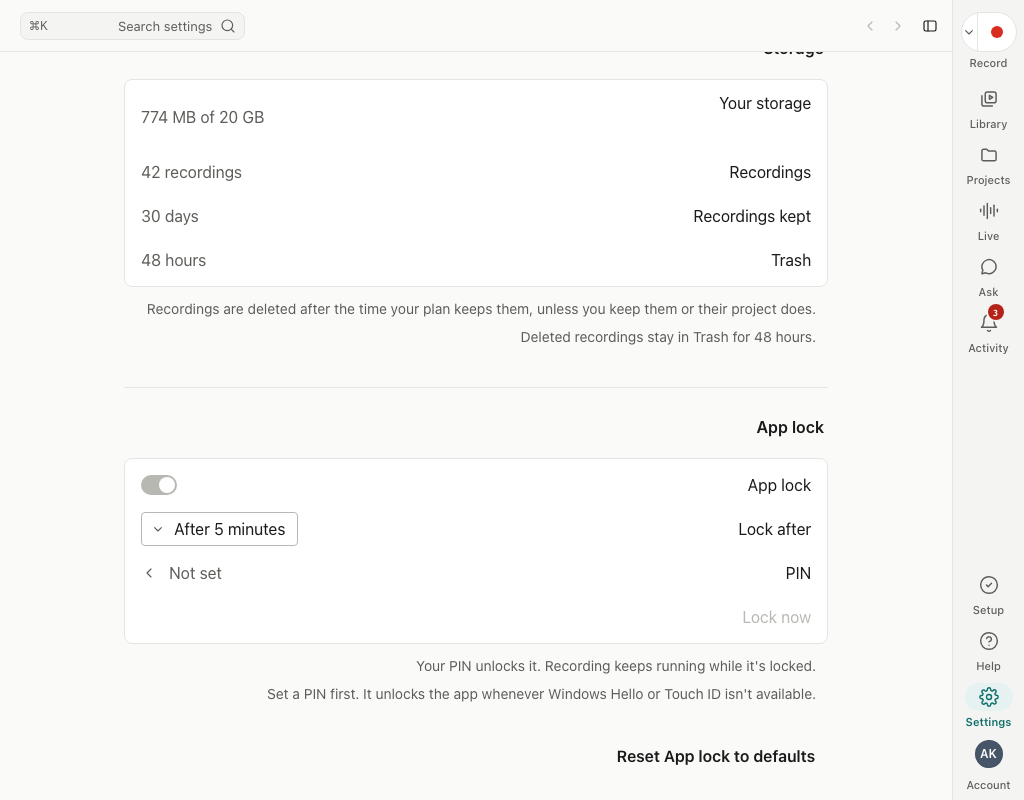 ⌘K
Search settings
Storage
Your storage
774 MB of 20 GB
Recordings
42 recordings
Recordings kept
30 days
Trash
48 hours
Recordings are deleted after the time your plan keeps them, unless you keep them or their project does.
Deleted recordings stay in Trash for 48 hours.
App lock
App lock
Lock after
After 5 minutes
PIN
Not set
Lock now
Your PIN unlocks it. Recording keeps running while it's locked.
Set a PIN first. It unlocks the app whenever Windows Hello or Touch ID isn't available.
Reset App lock to defaults
Record
Library
Projects
Live
Ask
3
Activity
Setup
Help
Settings
AK
Account